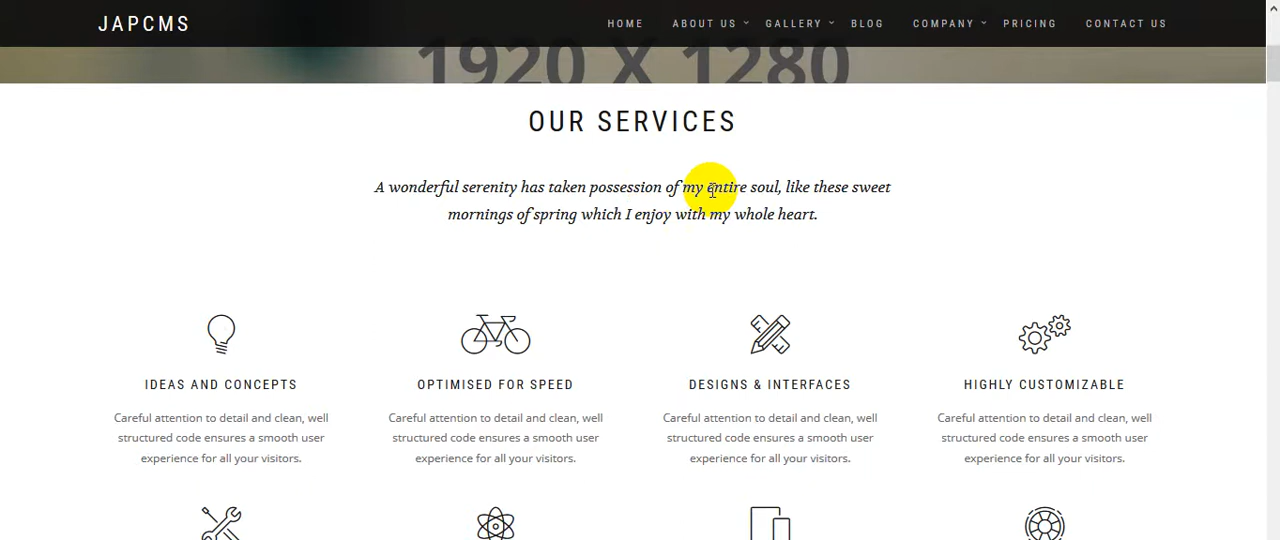 JAPCMS
HOME ABOUT US GALLERY BLOG COMPANY PRICING CONTACT US
1920 X 1280
OUR SERVICES
A wonderful serenity has taken possession of my entire soul, like these sweet
mornings of spring which I enjoy with my whole heart.
IDEAS AND CONCEPTS
Careful attention to detail and clean, well
structured code ensures a smooth user
experience for all your visitors.
OPTIMISED FOR SPEED
Careful attention to detail and clean, well
structured code ensures a smooth user
experience for all your visitors.
DESIGNS & INTERFACES
Careful attention to detail and clean, well
structured code ensures a smooth user
experience for all your visitors.
HIGHLY CUSTOMIZABLE
Careful attention to detail and clean, well
structured code ensures a smooth user
experience for all your visitors.